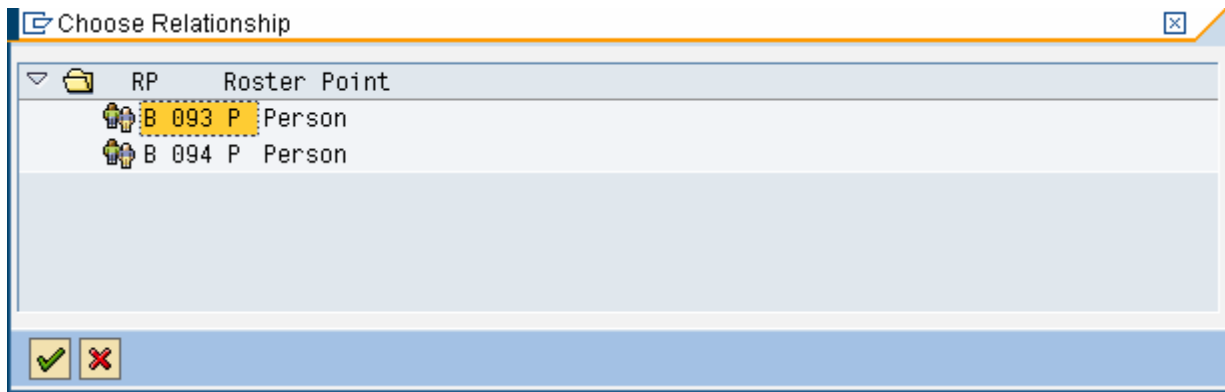 Choose Relationship
RP Roster Point
B 093 P Person
B 094 P Person